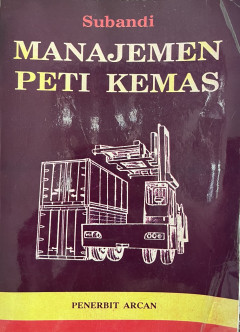 Subandi
MANAJEMEN
PETI KEMAS
PENERBIT ARCAN